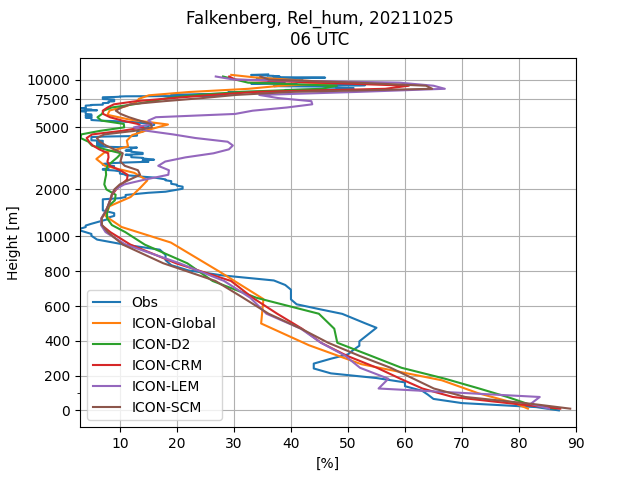 Falkenberg, Rel_hum, 20211025
06 UTC
10000
7500
5000
2000
1000
800
600
400
200
0
Height [m]
Obs
ICON-Global
ICON-D2
ICON-CRM
ICON-LEM
ICON-SCM
10 20 30 40 50 60 70 80 90
[%]